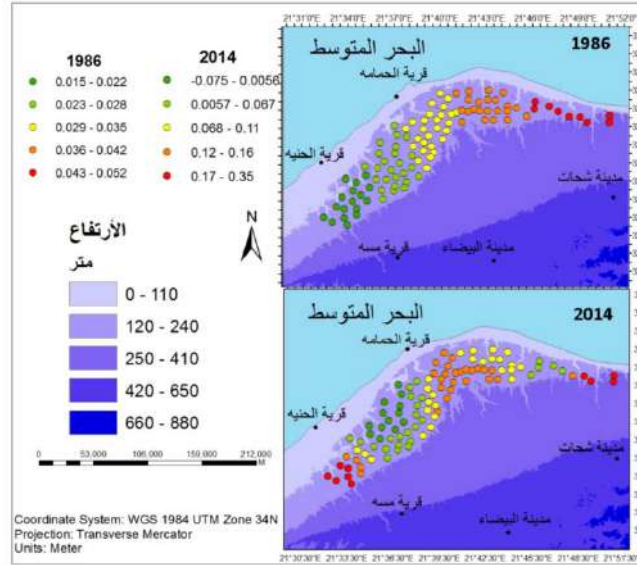 1986
0.015 - 0.022
0.023 - 0.028
0.029 - 0.035
0.036 - 0.042
0.043 - 0.052
2014
-0.075 - 0.0056
0.0057 - 0.067
0.068 - 0.11
0.12 - 0.16
0.17 - 0.35
N
الأرتفاع
متر
0 - 110
120 - 240
250 - 410
420 - 650
660 - 880
0 53,000 106,000 159,000 212,000
M
Coordinate System: WGS 1984 UTM Zone 34N
Projection: Transverse Mercator
Units: Meter
21°31'0"E 21°34'0"E 21°37'0"E 21°40'0"E 21°43'0"E 21°46'0"E 21°49'0"E 21°52'0"E
البحر المتوسط
1986
قرية الحمامه
قرية الحنيه
مدينة شحات
قرية مسه
مدينة البيضاء
البحر المتوسط
2014
قرية الحمامه
قرية الحنيه
مدينة شحات
قرية مسه
مدينة البيضاء
21°30'30"E 21°33'30"E 21°36'30"E 21°39'30"E 21°42'30"E 21°45'30"E 21°48'30"E